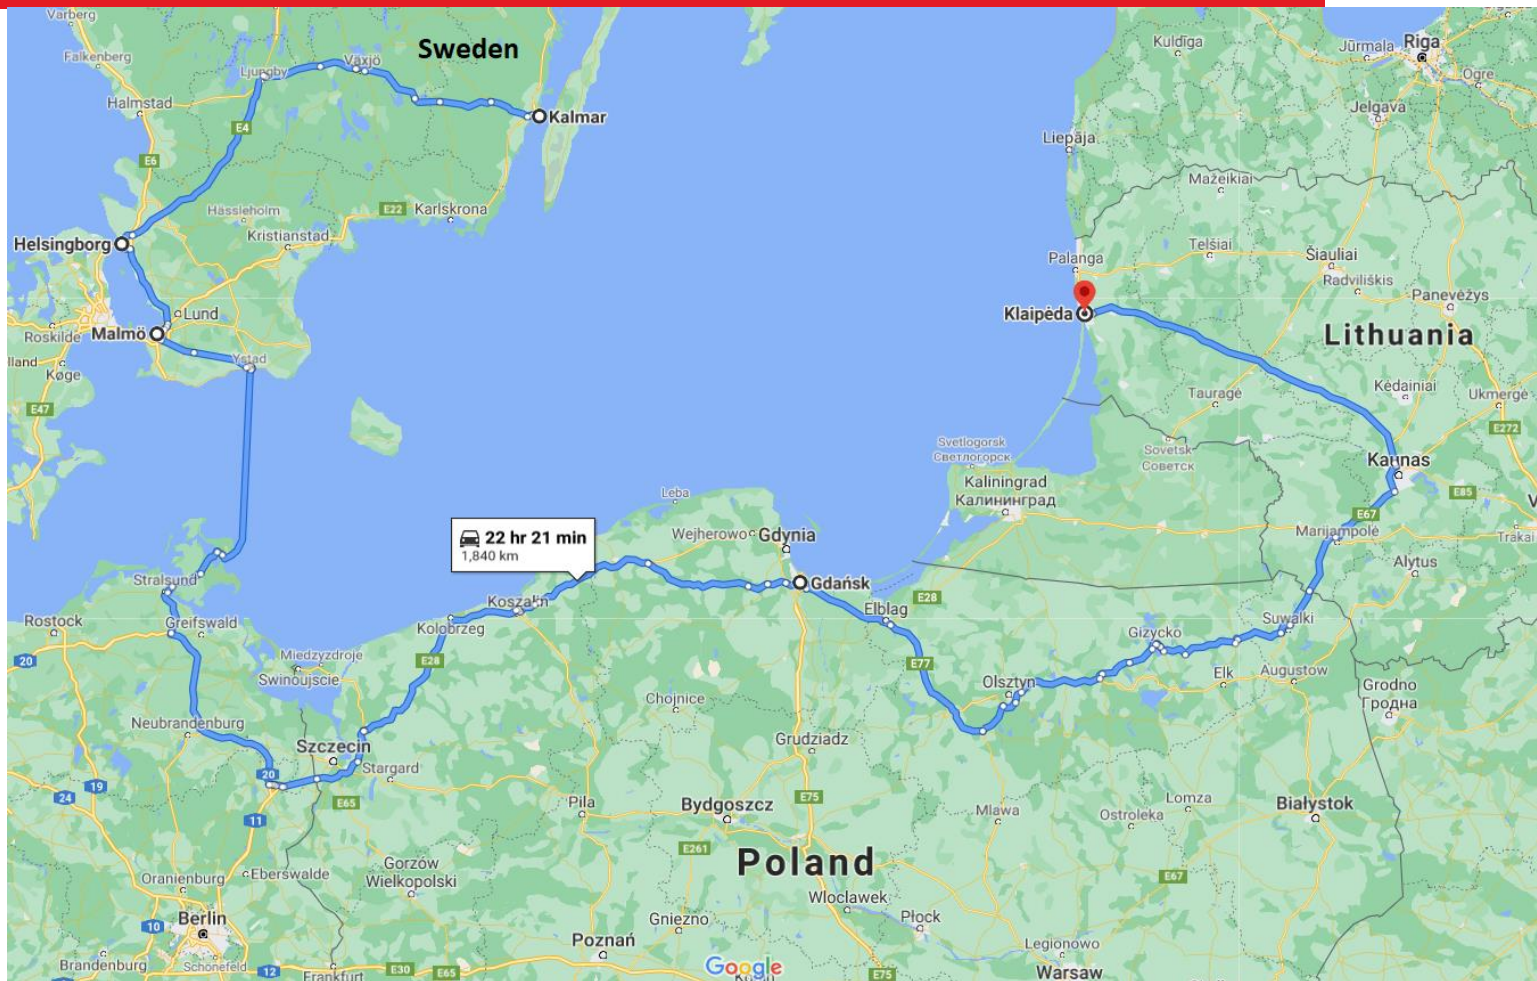 Varberg
Sweden
Kuldīga
Jūrmala
Riga
Falkenberg
Växjö
Ljungby
Ogre
Halmstad
Jelgava
Kalmar
E4
Liepāja
E6
Mažeikiai
Hässleholm
E22
Karlskrona
Kristianstad
Helsingborg
Telšiai
Šiauliai
Palanga
Radviliškis
Panevėžys
Lund
Klaipėda
Malmö
Roskilde
Lithuania
Ystad
lland
Køge
Kėdainiai
Tauragė
Ukmergė
E47
E272
Svetlogorsk
Светлогорск
Sovetsk
Советск
Kaunas
Kaliningrad
Калининград
Leba
E85
E67
22 hr 21 min
1,840 km
Wejherowo
Gdynia
Marijampolė
Trakai
Alytus
Stralsund
Gdańsk
Koszalin
E28
Elbląg
Rostock
Greifswald
Kolobrzeg
Suwalki
Gizycko
20
Miedzyzdroje
E28
E77
Swinoujscie
Elk
Augustow
Olsztyn
Grodno
Гродна
Chojnice
Neubrandenburg
Szczecin
Grudziadz
20
Stargard
19
24
E65
Pila
E75
Bydgoszcz
Lomza
Mlawa
Ostroleka
Białystok
11
E261
Poland
Gorzów
Wielkopolski
Eberswalde
Oranienburg
E67
Wloclawek
10
Berlin
Gniezno
Płock
Poznań
Legionowo
Brandenburg
Schönefeld
12
Frankfurt
E30
E65
Google
E75
Warsaw